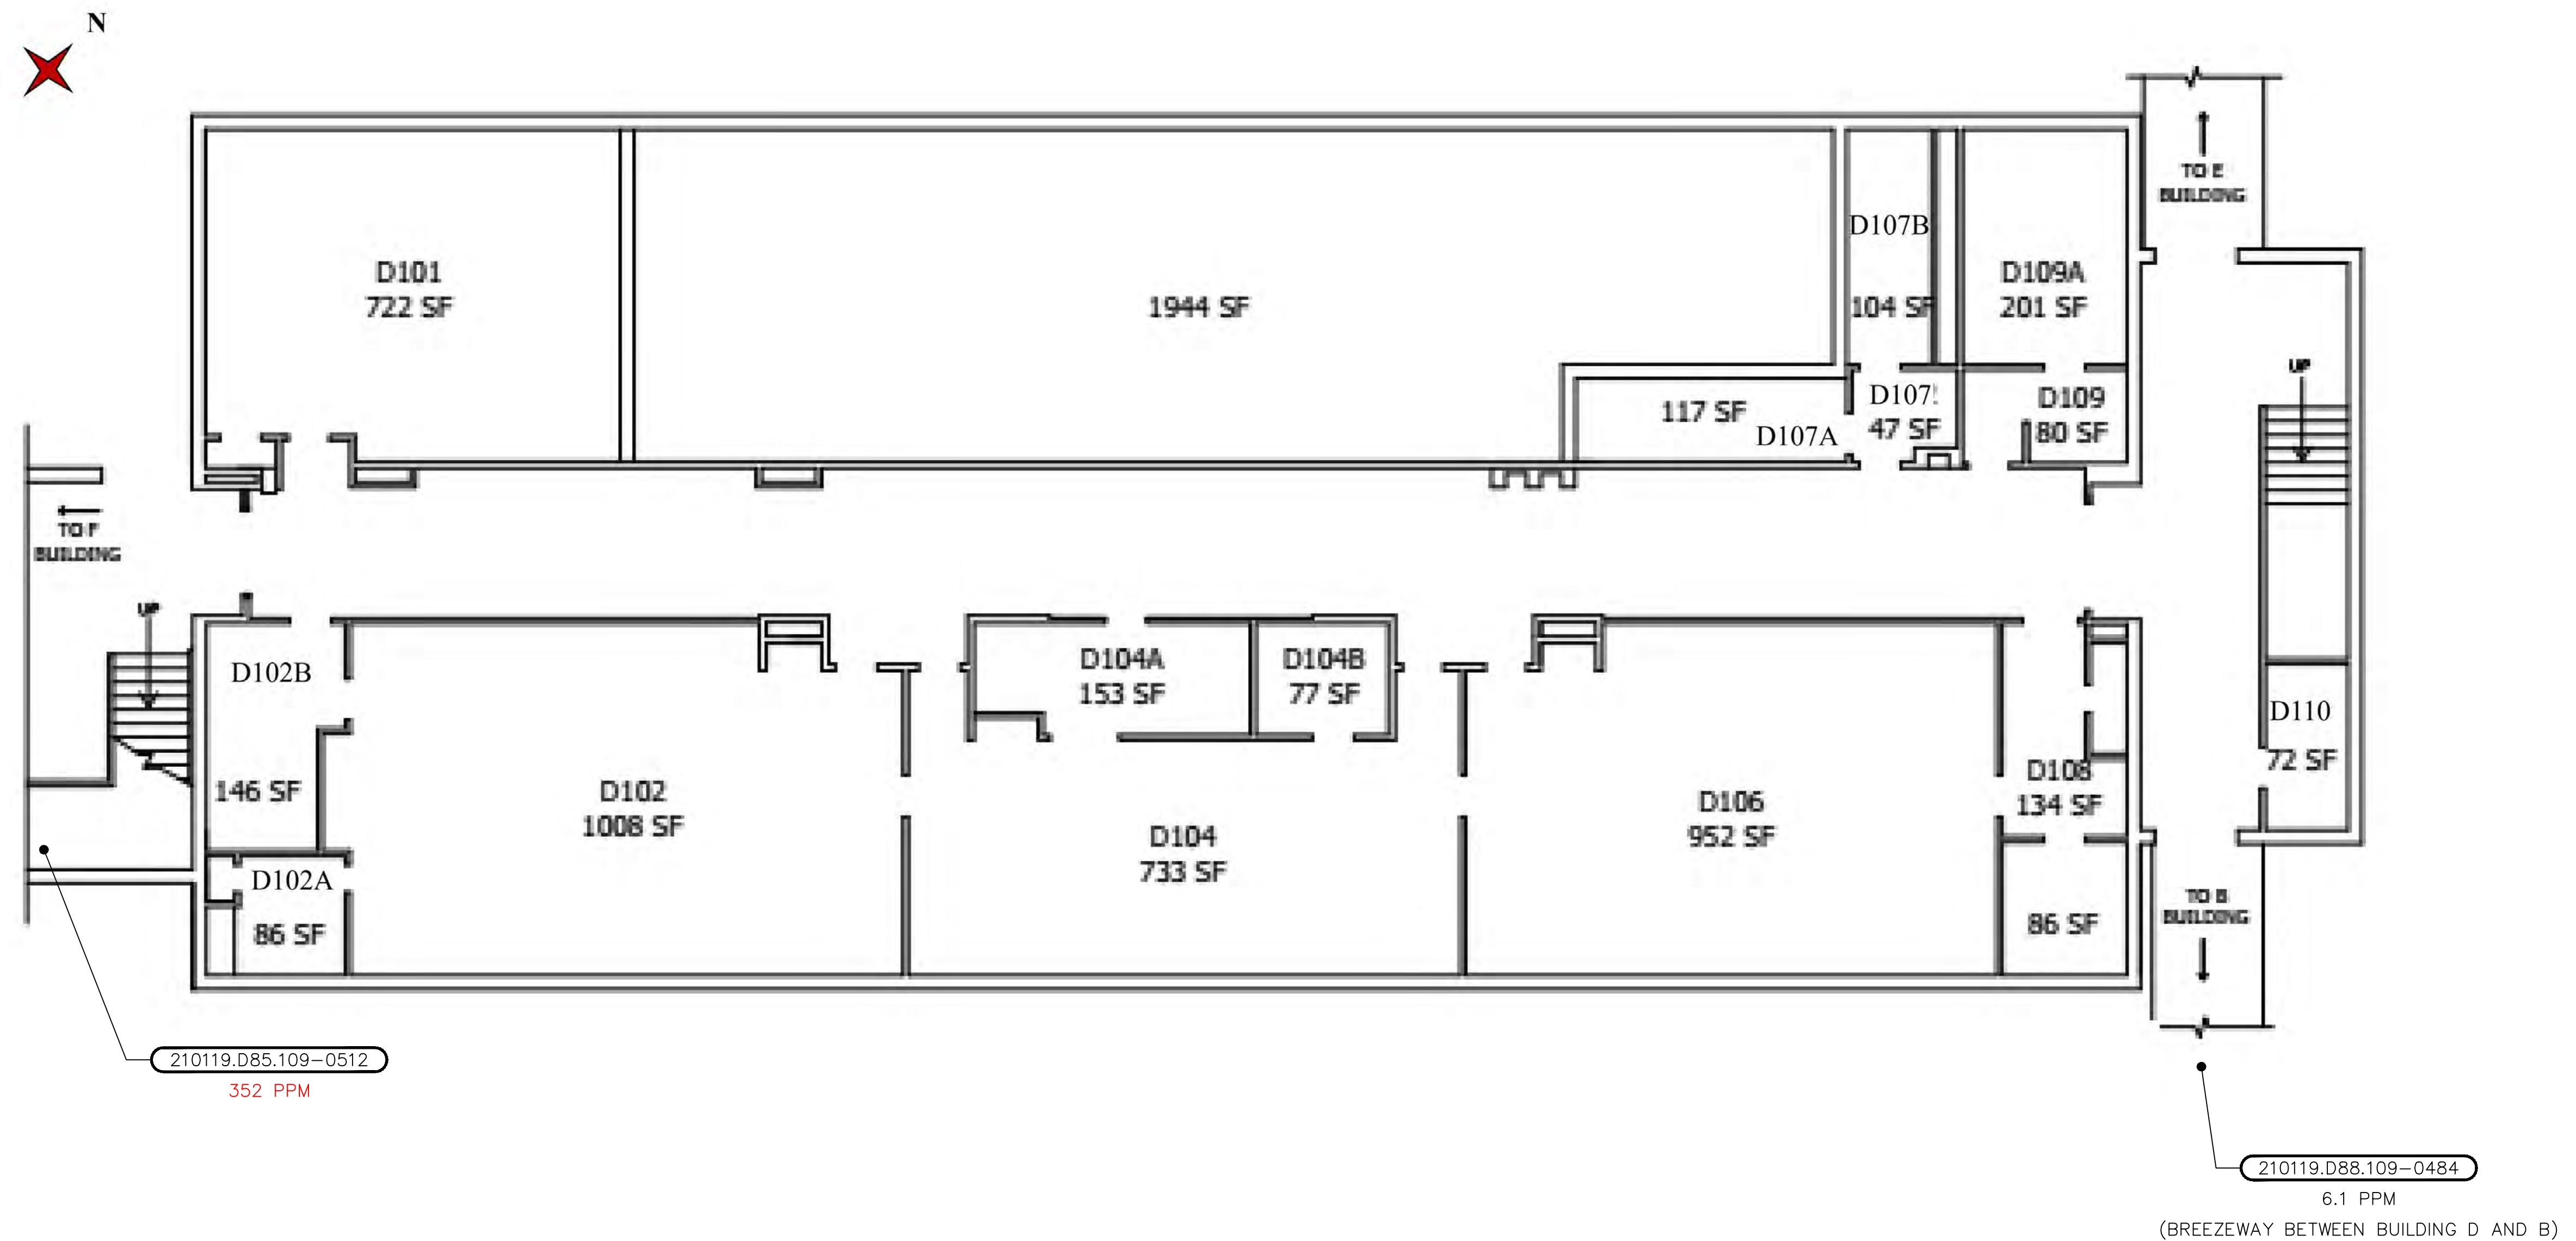 N
TO E
BUILDING
D107B
D101
722 SF
1944 SF
104 SF
D109A
201 SF
UP
117 SF
D107A
D107
47 SF
D109
80 SF
TO F
BUILDING
UP
D102B
146 SF
D102
1008 SF
D104A
153 SF
D104B
77 SF
D104
733 SF
D106
952 SF
D108
134 SF
D110
72 SF
D102A
86 SF
86 SF
TO B
BUILDING
210119.D85.109-0512
352 PPM
210119.D88.109-0484
6.1 PPM
(BREEZEWAY BETWEEN BUILDING D AND B)